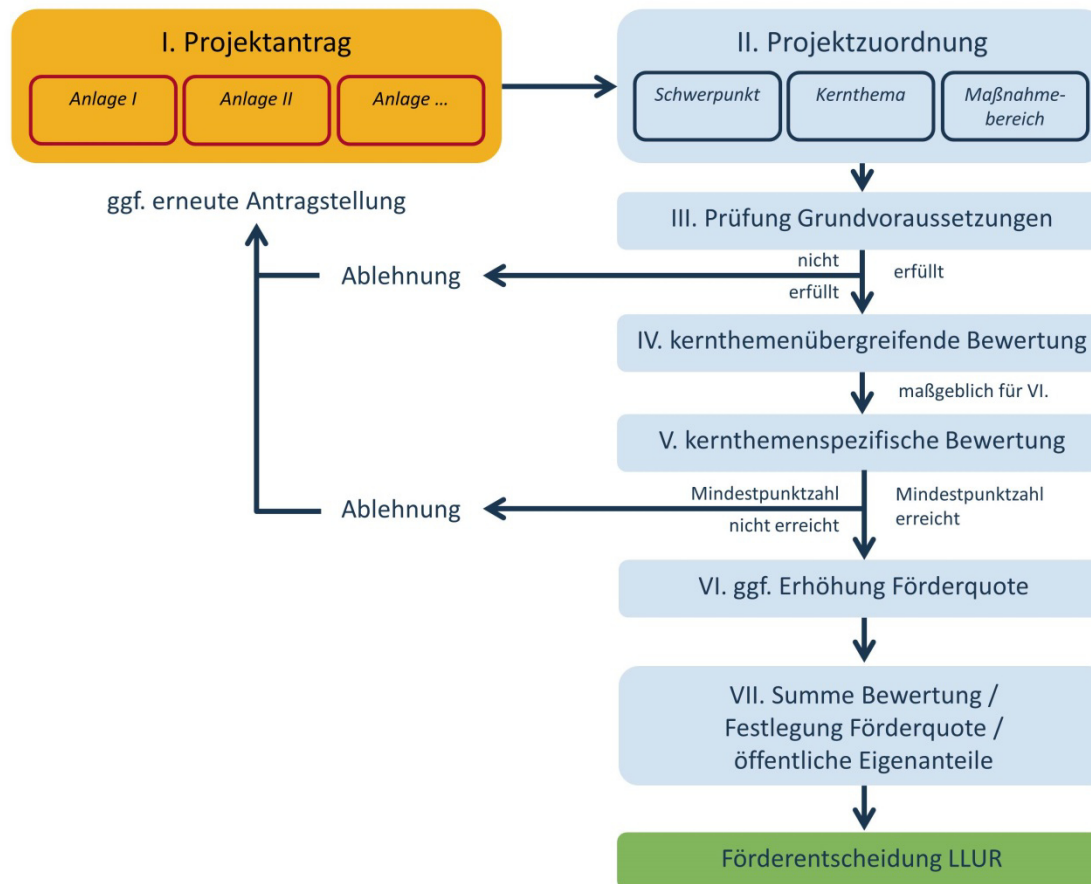 I. Projektantrag
Anlage I
Anlage II
Anlage ...
II. Projektzuordnung
Schwerpunkt
Kernthema
Maßnahme-
bereich
ggf. erneute Antragstellung
III. Prüfung Grundvoraussetzungen
Ablehnung
nicht
erfüllt
erfüllt
IV. kernthemenübergreifende Bewertung
maßgeblich für VI.
V. kernthemenspezifische Bewertung
Ablehnung
Mindestpunktzahl
nicht erreicht
Mindestpunktzahl
erreicht
VI. ggf. Erhöhung Förderquote
VII. Summe Bewertung /
Festlegung Förderquote /
öffentliche Eigenanteile
Förderentscheidung LLUR